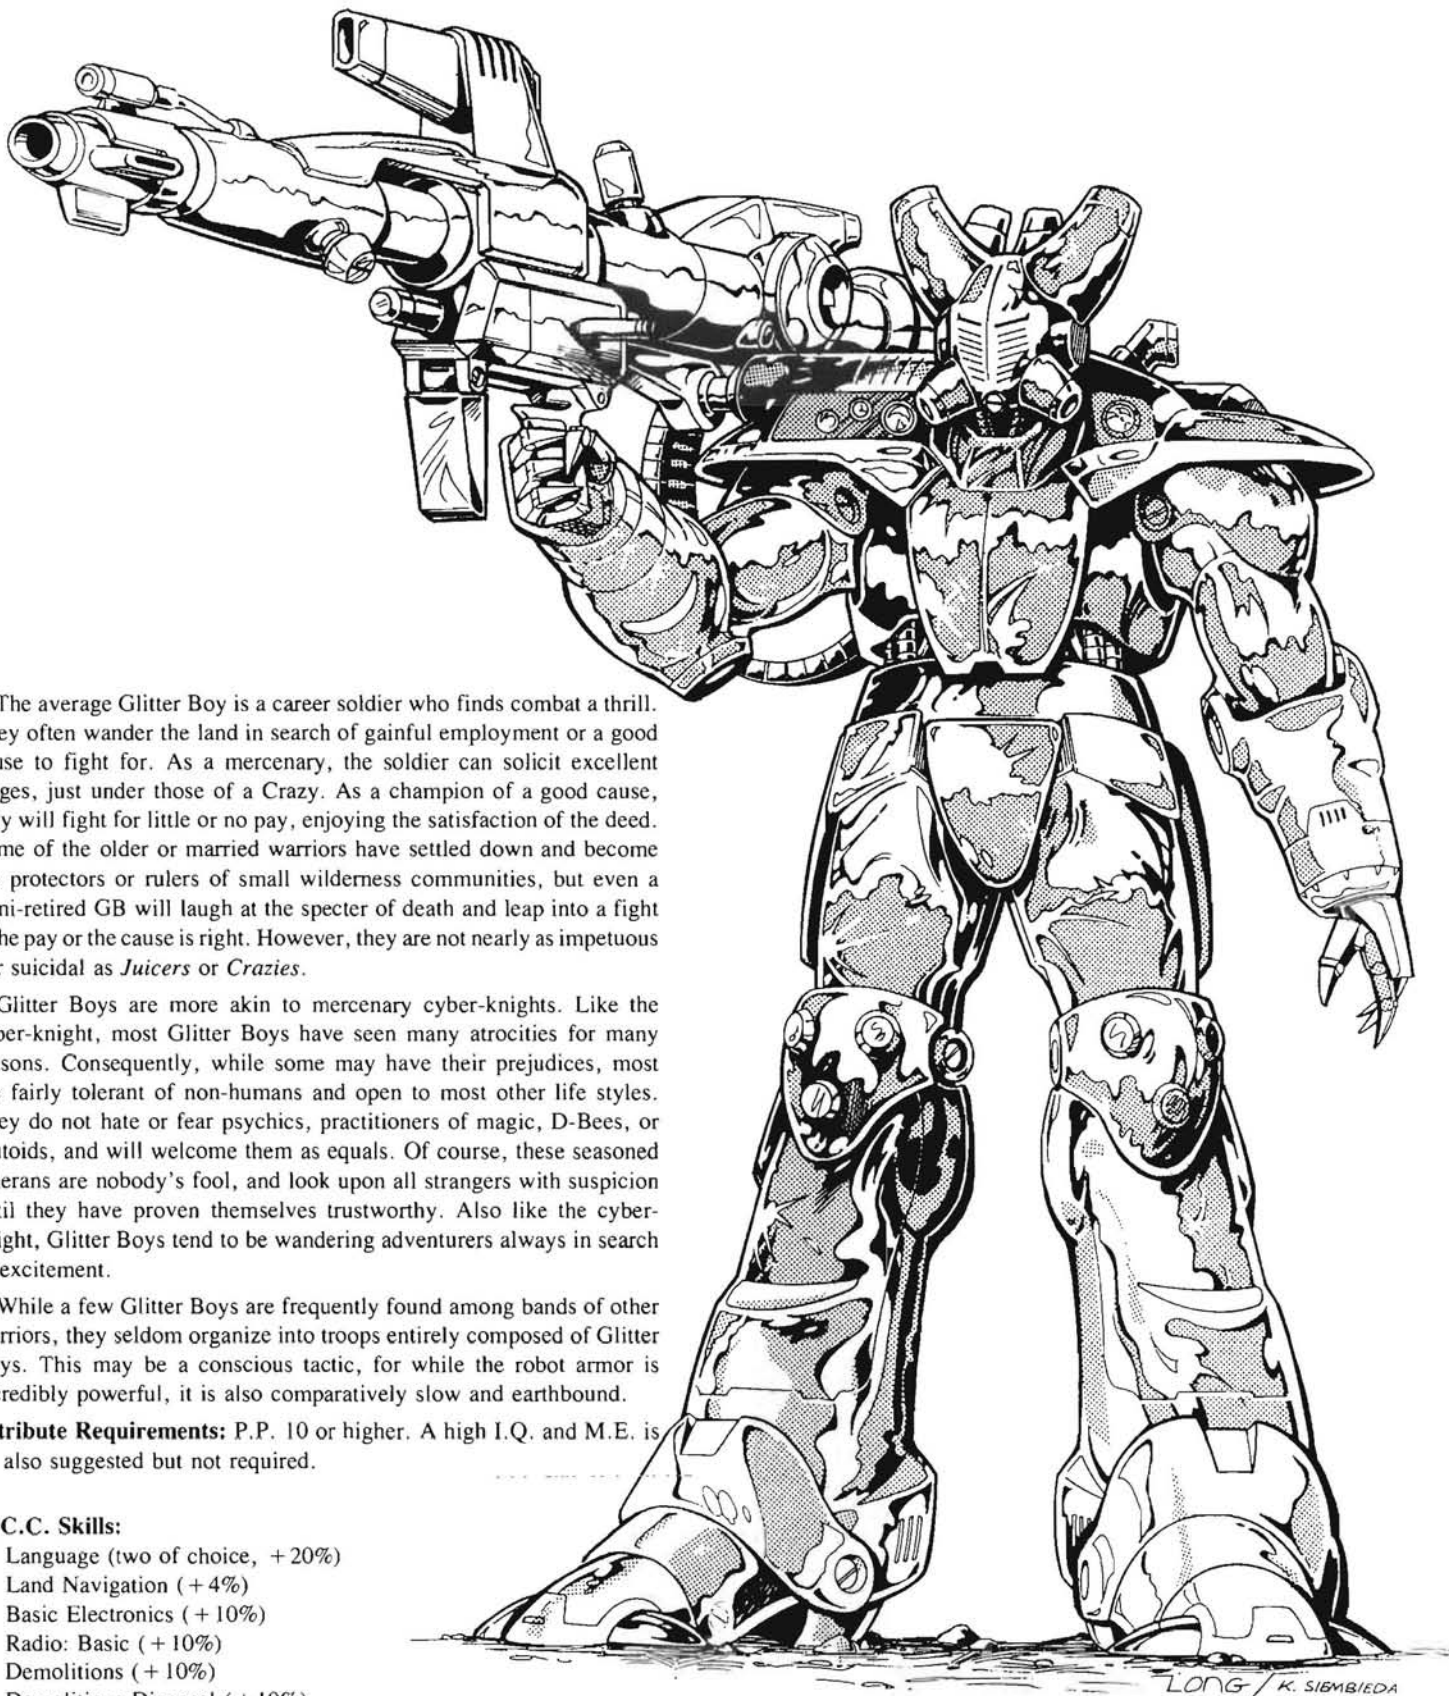 The average Glitter Boy is a career soldier who finds combat a thrill.
ey often wander the land in search of gainful employment or a good
use to fight for. As a mercenary, the soldier can solicit excellent
ges, just under those of a Crazy. As a champion of a good cause,
y will fight for little or no pay, enjoying the satisfaction of the deed.
me of the older or married warriors have settled down and become
protectors or rulers of small wilderness communities, but even a
ni-retired GB will laugh at the specter of death and leap into a fight
he pay or the cause is right. However, they are not nearly as impetuous
r suicidal as Juicers or Crazies.
Glitter Boys are more akin to mercenary cyber-knights. Like the
ber-knight, most Glitter Boys have seen many atrocities for many
sons. Consequently, while some may have their prejudices, most
fairly tolerant of non-humans and open to most other life styles.
ey do not hate or fear psychics, practitioners of magic, D-Bees, or
toids, and will welcome them as equals. Of course, these seasoned
erans are nobody's fool, and look upon all strangers with suspicion
il they have proven themselves trustworthy. Also like the cyber-
ight, Glitter Boys tend to be wandering adventurers always in search
excitement.
While a few Glitter Boys are frequently found among bands of other
rriors, they seldom organize into troops entirely composed of Glitter
ys. This may be a conscious tactic, for while the robot armor is
redibly powerful, it is also comparatively slow and earthbound.
tribute Requirements: P.P. 10 or higher. A high I.Q. and M.E. is
also suggested but not required.
C.C. Skills:
Language (two of choice, +20%)
Land Navigation (+4%)
Basic Electronics (+10%)
Radio: Basic (+10%)
Demolitions (+10%)
LONG / K. SIEMBIEDA